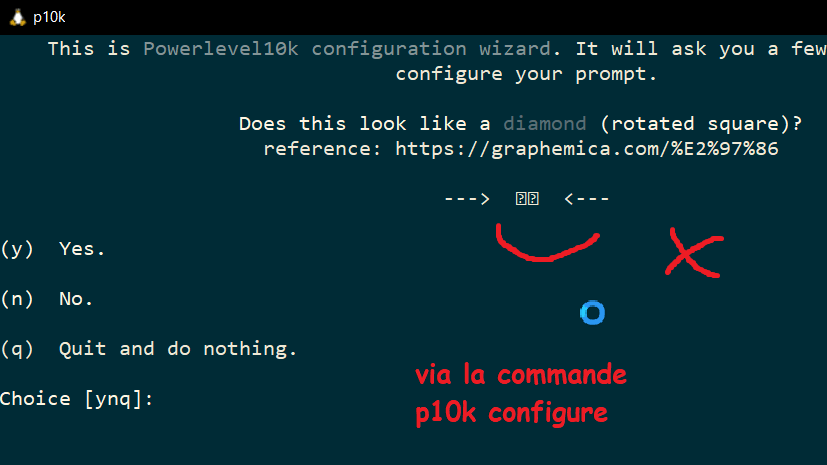 p10k
This is Powerlevel10k configuration wizard. It will ask you a few
configure your prompt.
Does this look like a diamond (rotated square)?
reference: https://graphemica.com/%E2%97%86
---> <---
(y) Yes.
(n) No.
(q) Quit and do nothing.
via la commande
Choice [ynq]:
p10k configure